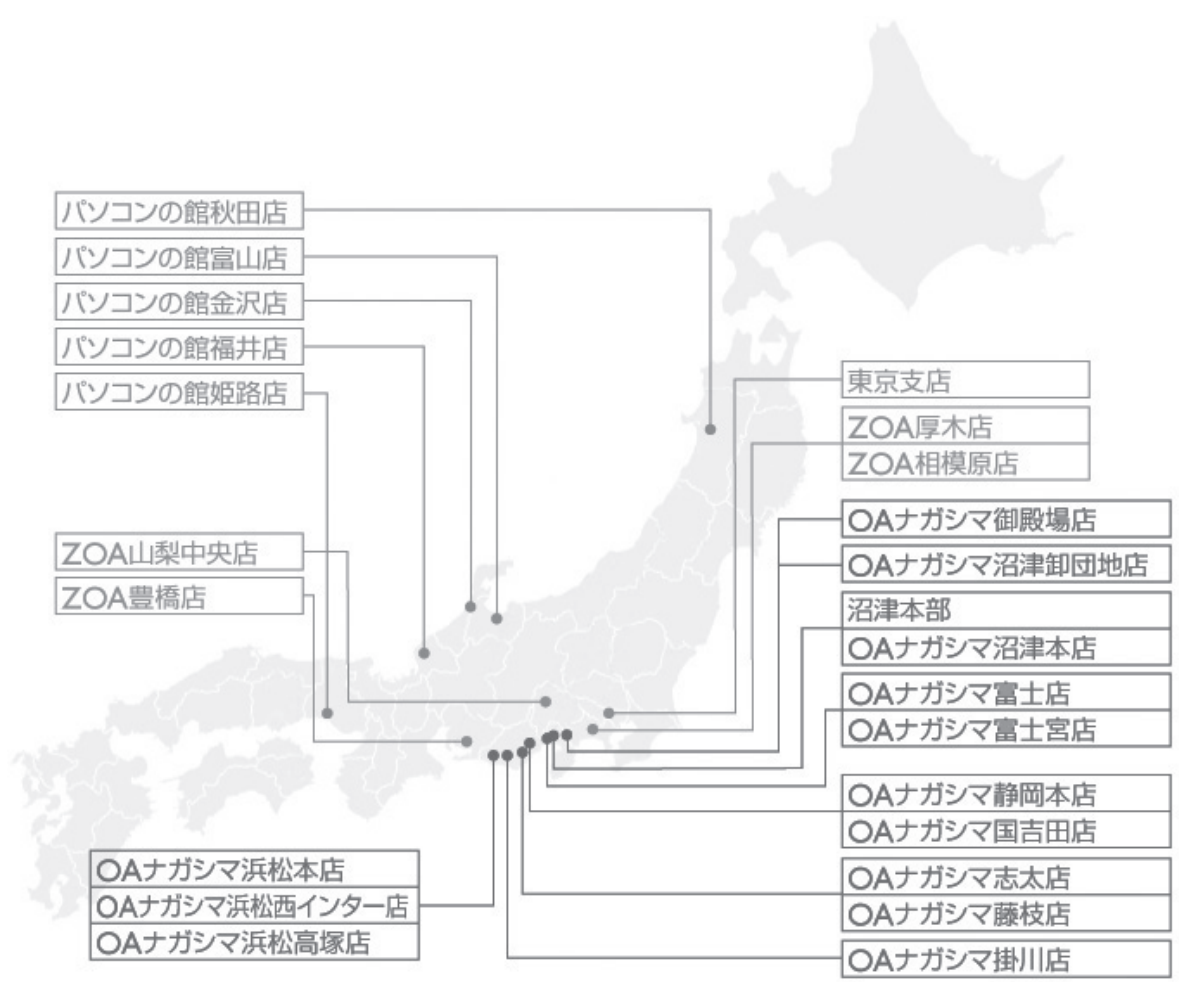 パソコンの館秋田店
パソコンの館富山店
パソコンの館金沢店
パソコンの館福井店
パソコンの館姫路店
ZOA山梨中央店
ZOA豊橋店
OAナガシマ浜松本店
OAナガシマ浜松西インター店
OAナガシマ浜松高塚店
東京支店
ZOA厚木店
ZOA相模原店
OAナガシマ御殿場店
OAナガシマ沼津卸団地店
沼津本部
OAナガシマ沼津本店
OAナガシマ富士店
OAナガシマ富士宮店
OAナガシマ静岡本店
OAナガシマ国吉田店
OAナガシマ志太店
OAナガシマ藤枝店
OAナガシマ掛川店